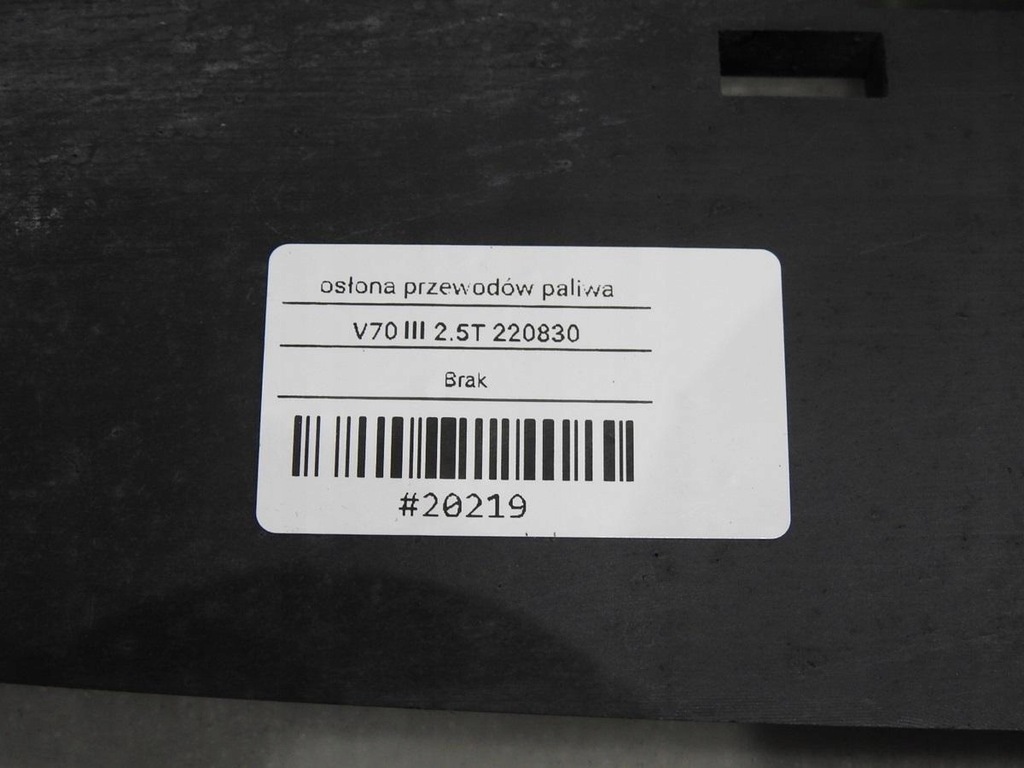 osłona przewodów paliwa
V70 III 2.5T 220830
Brak
#20219